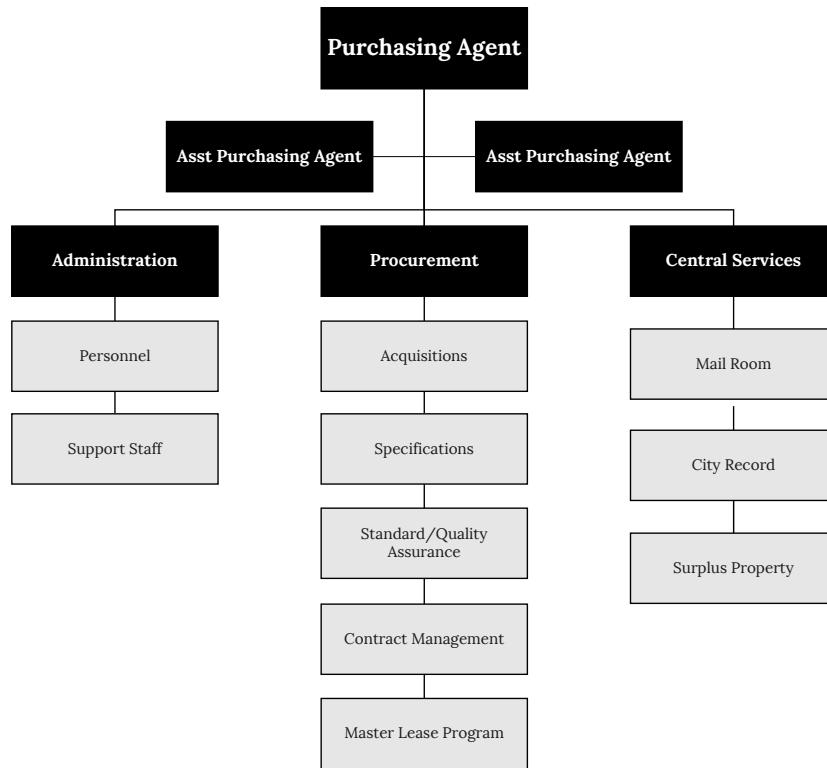 Purchasing Agent
Asst Purchasing Agent
Asst Purchasing Agent
Administration
Procurement
Central Services
Personnel
Support Staff
Acquisitions
Specifications
Standard/Quality
Assurance
Contract Management
Master Lease Program
Mail Room
City Record
Surplus Property